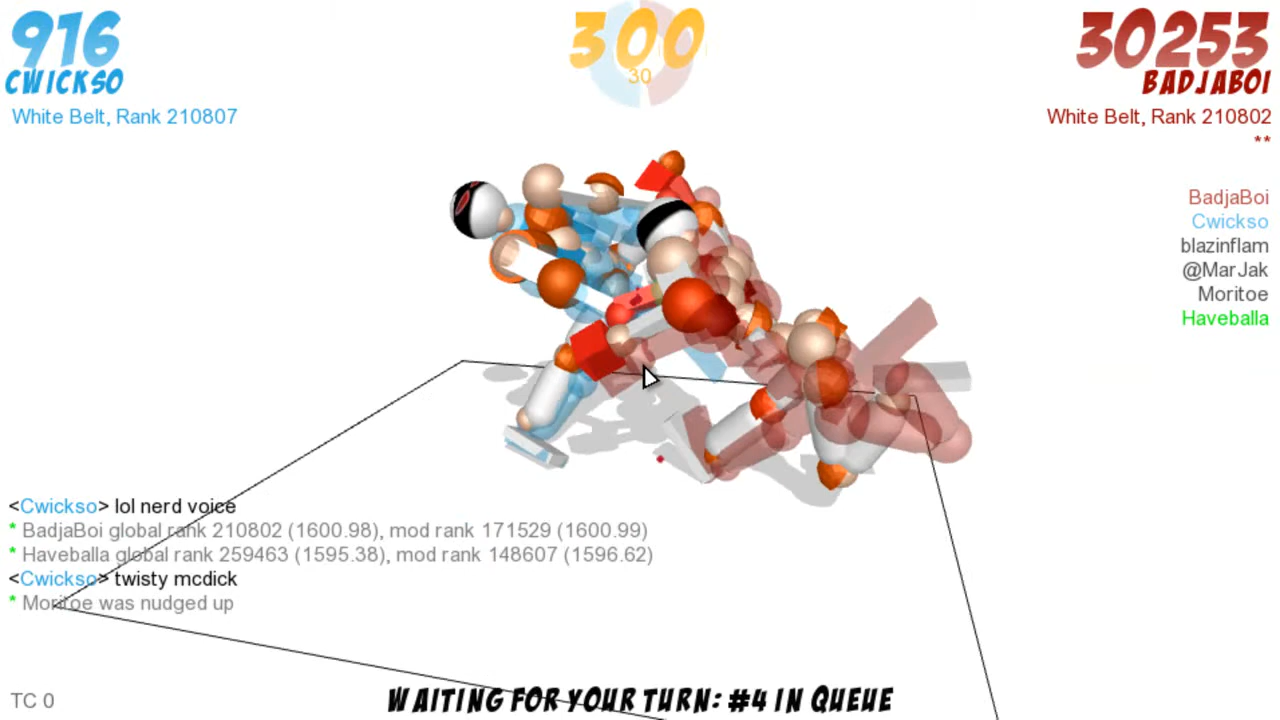 916
CWICKSO
White Belt, Rank 210807
300
30
30253
BADJABOI
White Belt, Rank 210802
**
BadjaBoi
Cwickso
blazinflam
@MarJak
Moritoe
Haveballa
<Cwickso> lol nerd voice
* BadjaBoi global rank 210802 (1600.98), mod rank 171529 (1600.99)
* Haveballa global rank 259463 (1595.38), mod rank 148607 (1596.62)
<Cwickso> twisty mcdick
* Moritoe was nudged up
TC 0
WAITING FOR YOUR TURN: #4 IN QUEUE